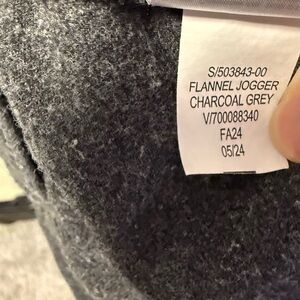 S/503843-00
FLANNEL JOGGER
CHARCOAL GREY
V/700088340
FA24
05/24